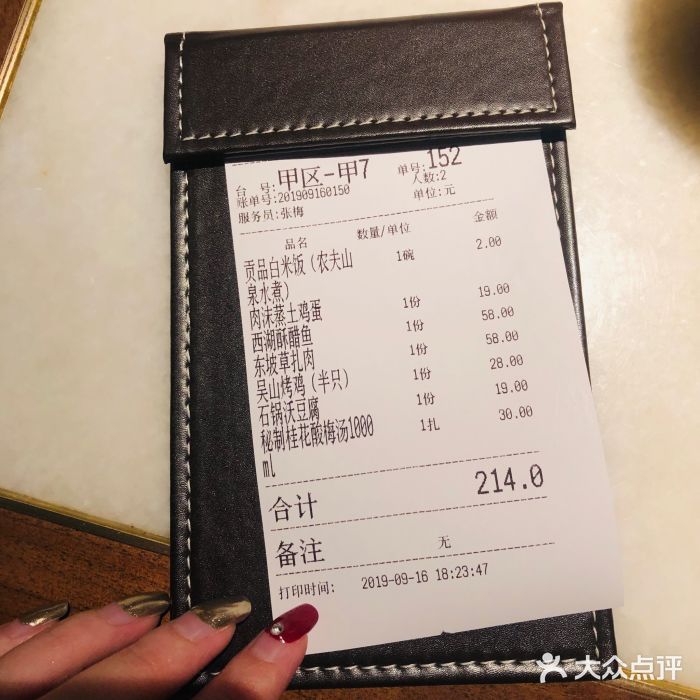 台 号: 甲区-甲7 单号: 152
账单号: 201909160150 人数: 2
服务员: 张梅 单位: 元
品名 数量/单位 金额
贡品白米饭 (农夫山 1碗 2.00
泉水煮)
肉沫蒸土鸡蛋 1份 19.00
西湖酥醋鱼 1份 58.00
东坡草扎肉 1份 58.00
吴山烤鸡 (半只) 1份 28.00
石锅沃豆腐 1份 19.00
秘制桂花酸梅汤1000 1扎 30.00
ml
合计 214.0
备注 无
打印时间: 2019-09-16 18:23:47
大众点评